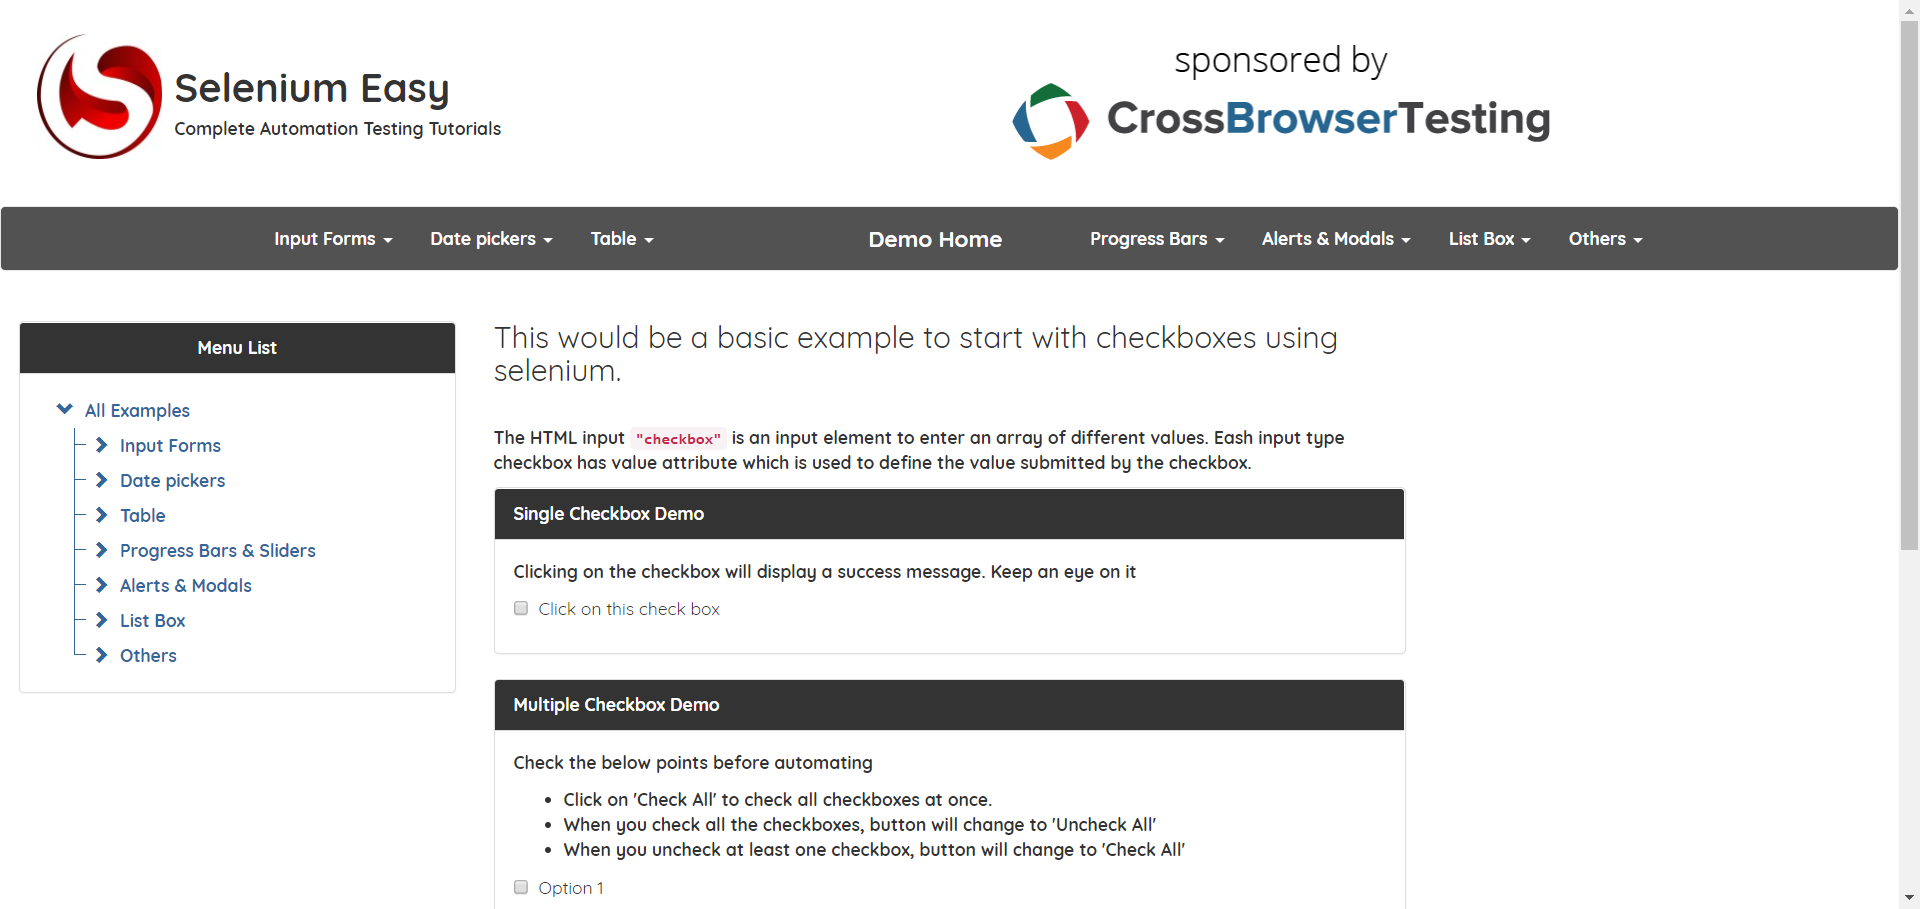 Selenium Easy
Complete Automation Testing Tutorials
sponsored by
CrossBrowserTesting
Input Forms
Date pickers
Table
Demo Home
Progress Bars
Alerts & Modals
List Box
Others
Menu List
All Examples
Input Forms
Date pickers
Table
Progress Bars & Sliders
Alerts & Modals
List Box
Others
This would be a basic example to start with checkboxes using
selenium.
The HTML input "checkbox" is an input element to enter an array of different values. Eash input type
checkbox has value attribute which is used to define the value submitted by the checkbox.
Single Checkbox Demo
Clicking on the checkbox will display a success message. Keep an eye on it
Click on this check box
Multiple Checkbox Demo
Check the below points before automating
• Click on 'Check All' to check all checkboxes at once.
• When you check all the checkboxes, button will change to 'Uncheck All'
• When you uncheck at least one checkbox, button will change to 'Check All'
Option 1